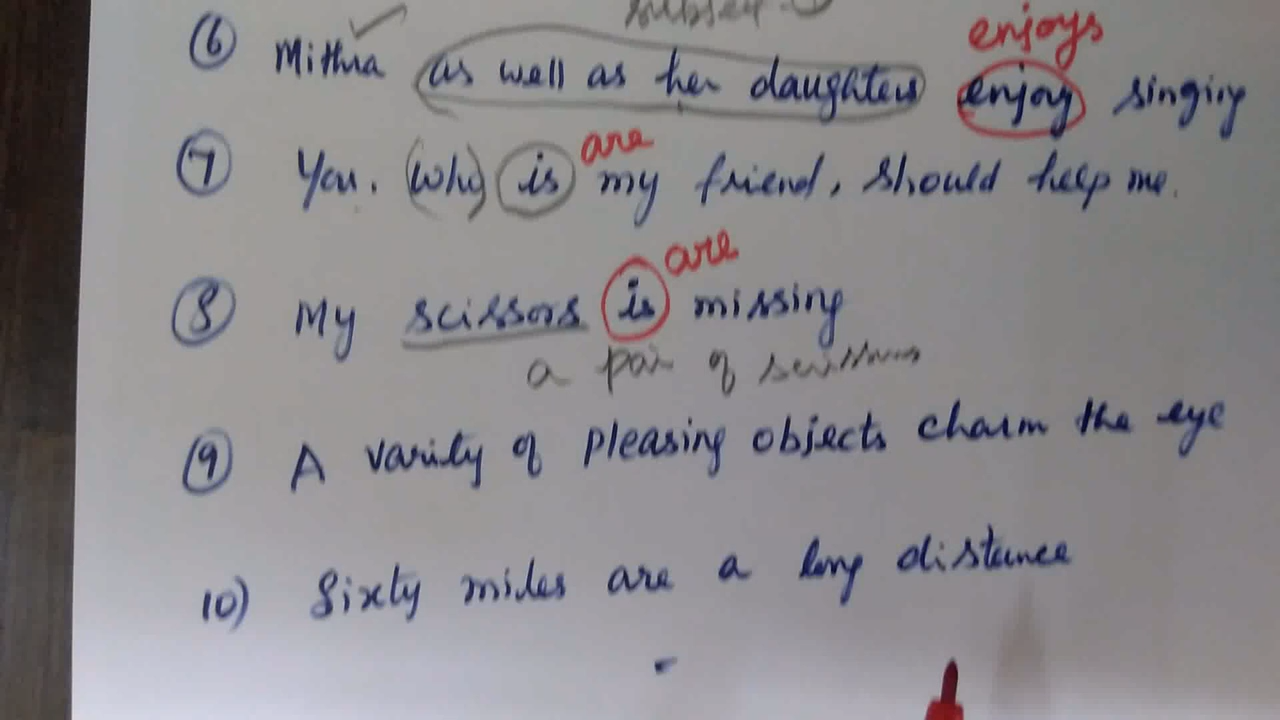 enjoys
(6) Mithra as well as her daughters enjoy singing
are
(7) You, (who) is my friend, should help me.
are
(8) My scissors is missing
a pair of scissors
(9) A varity of pleasing objects charm the eye
10) Sixty miles are a long distance